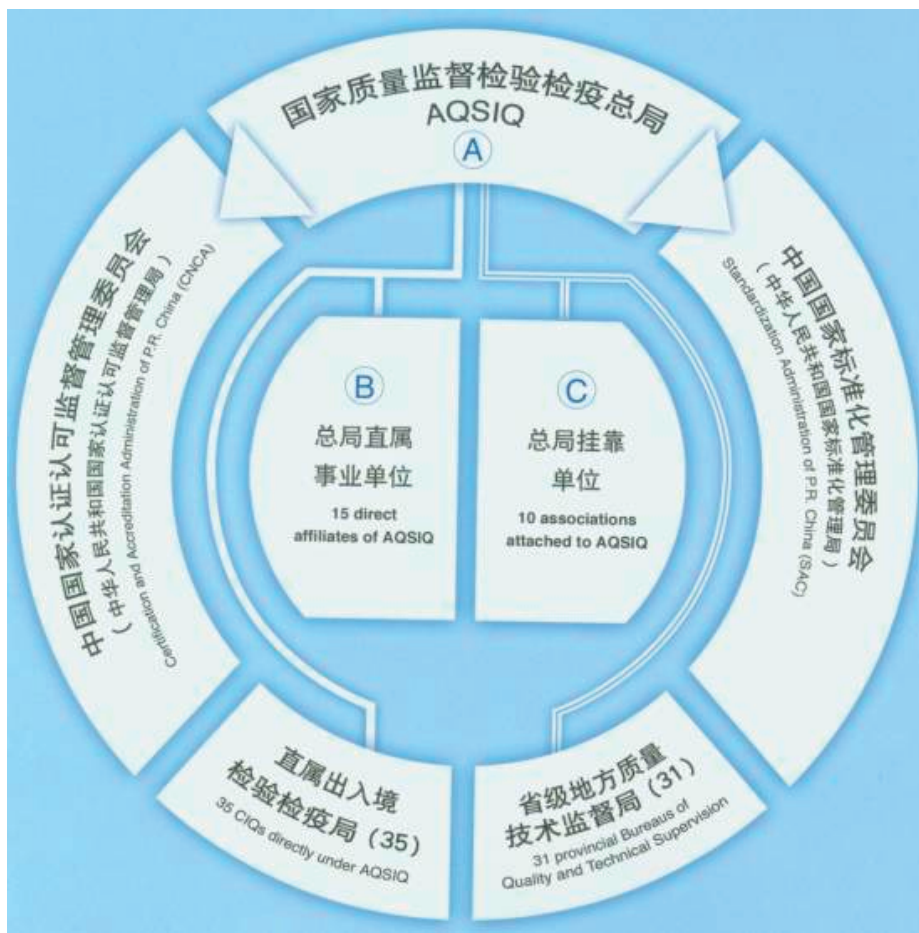 国家质量监督检验检疫总局
AQSIQ
A
中国国家认证认可监督管理委员会
(中华人民共和国国家认证认可监督管理局)
Certification and Accreditation Administration of P.R. China (CNCA)
B
总局直属
事业单位
15 direct
affiliates of AQSIQ
C
总局挂靠
单位
10 associations
attached to AQSIQ
中国国家标准化管理委员会
(中华人民共和国国家标准化管理局)
Standardization Administration of P.R. China (SAC)
直属出入境
检验检疫局 (35)
35 CIQs directly under AQSIQ
省级地方质量
技术监督局 (31)
31 provincial Bureaus of
Quality and Technical Supervision